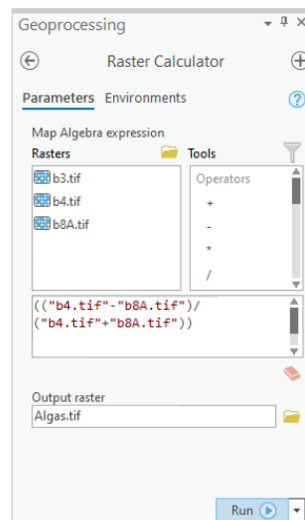 Geoprocessing
Raster Calculator
Parameters Environments
Map Algebra expression
Rasters
Tools
b3.tif
b4.tif
b8A.tif
Operators
+
-
*
/
(("b4.tif"-"b8A.tif")/
("b4.tif"+"b8A.tif"))
Output raster
Algas.tif
Run